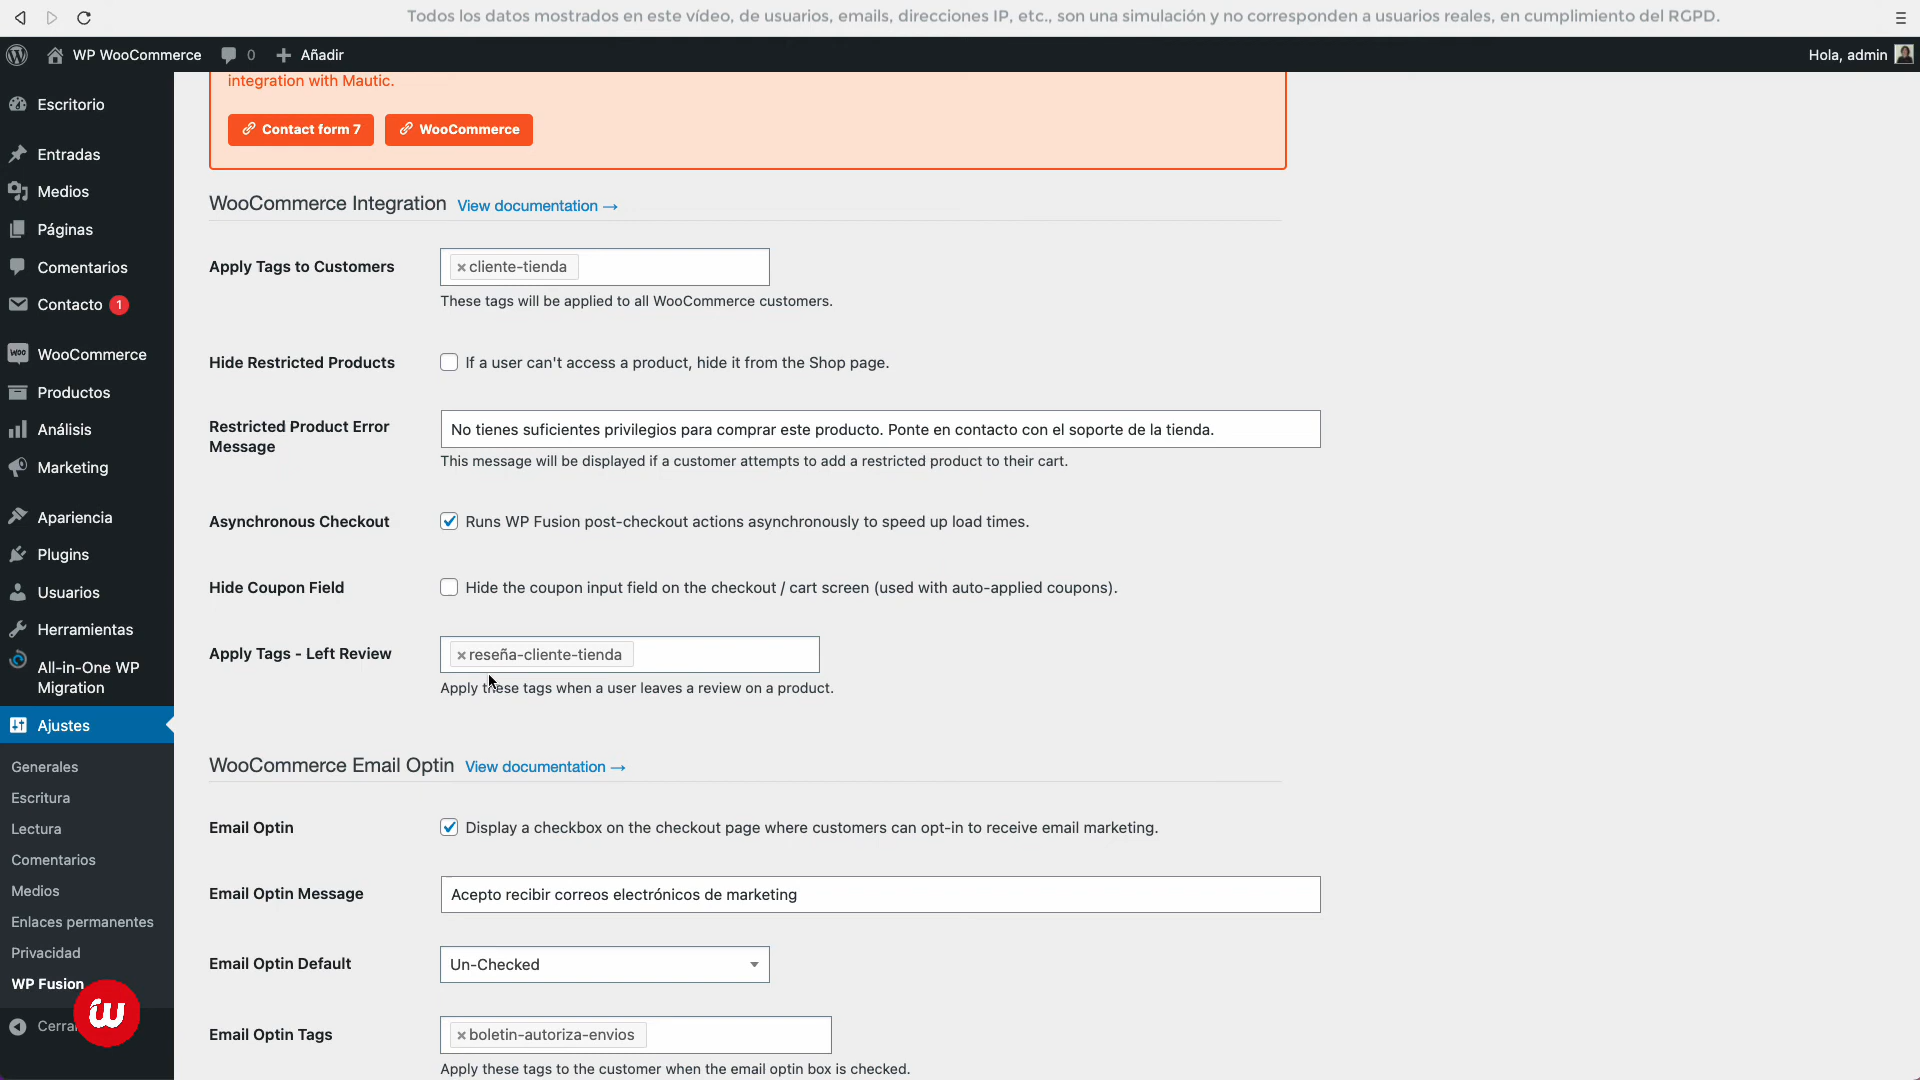 Todos los datos mostrados en este vídeo, de usuarios, emails, direcciones IP, etc., son una simulación y no corresponden a usuarios reales, en cumplimiento del RGPD.
WP WooCommerce 0 Añadir Hola, admin
Escritorio
Entradas
Medios
Páginas
Comentarios
Contacto 1
WooCommerce
Productos
Análisis
Marketing
Apariencia
Plugins
Usuarios
Herramientas
All-in-One WP
Migration
Ajustes
Generales
Escritura
Lectura
Comentarios
Medios
Enlaces permanentes
Privacidad
WP Fusion
Cerra
integration with Mautic.
Contact form 7 WooCommerce
WooCommerce Integration View documentation →
Apply Tags to Customers ×cliente-tienda
These tags will be applied to all WooCommerce customers.
Hide Restricted Products If a user can't access a product, hide it from the Shop page.
Restricted Product Error
Message
No tienes suficientes privilegios para comprar este producto. Ponte en contacto con el soporte de la tienda.
This message will be displayed if a customer attempts to add a restricted product to their cart.
Asynchronous Checkout Runs WP Fusion post-checkout actions asynchronously to speed up load times.
Hide Coupon Field Hide the coupon input field on the checkout / cart screen (used with auto-applied coupons).
Apply Tags - Left Review ×reseña-cliente-tienda
Apply these tags when a user leaves a review on a product.
WooCommerce Email Optin View documentation →
Email Optin Display a checkbox on the checkout page where customers can opt-in to receive email marketing.
Email Optin Message Acepto recibir correos electrónicos de marketing
Email Optin Default Un-Checked
Email Optin Tags ×boletin-autoriza-envios
Apply these tags to the customer when the email optin box is checked.